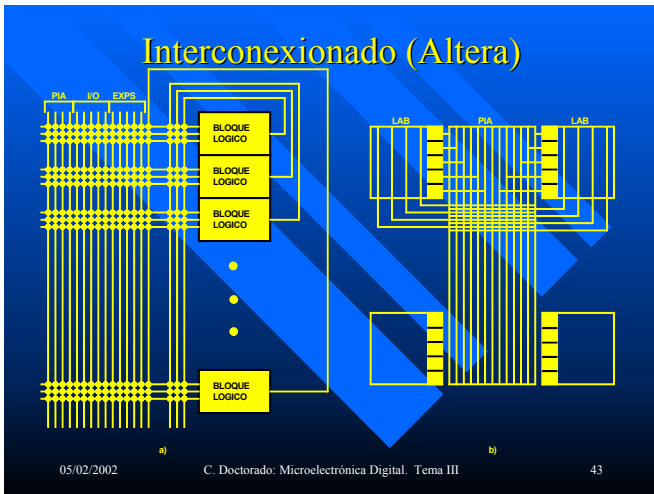 Interconexionado (Altera)
PIA I/O EXPS
BLOQUE
LOGICO
BLOQUE
LOGICO
BLOQUE
LOGICO
BLOQUE
LOGICO
a)
LAB PIA LAB
b)
05/02/2002 C. Doctorado: Microelectrónica Digital. Tema III 43